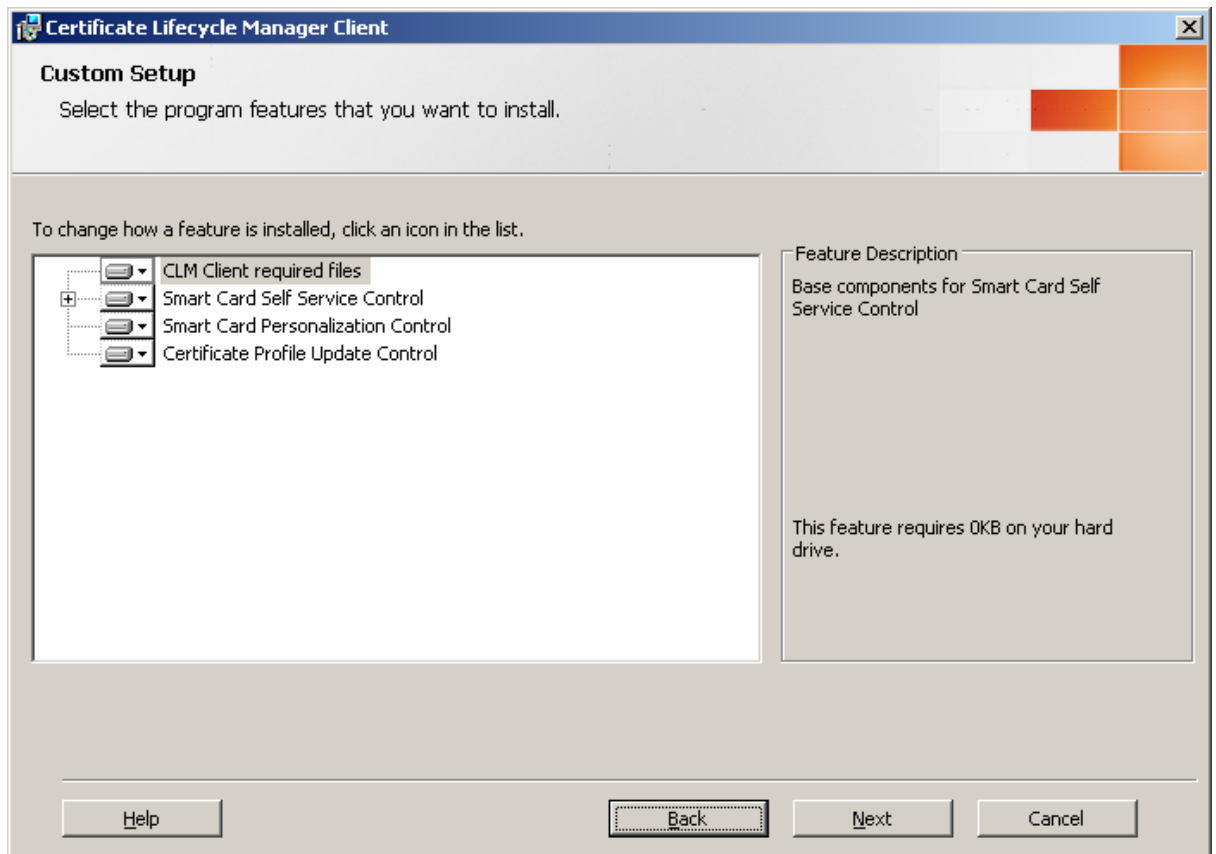 Certificate Lifecycle Manager Client
Custom Setup
Select the program features that you want to install.
To change how a feature is installed, click an icon in the list.
CLM Client required files
Smart Card Self Service Control
Smart Card Personalization Control
Certificate Profile Update Control
Feature Description
Base components for Smart Card Self
Service Control
This feature requires 0KB on your hard
drive.
Help
Back
Next
Cancel